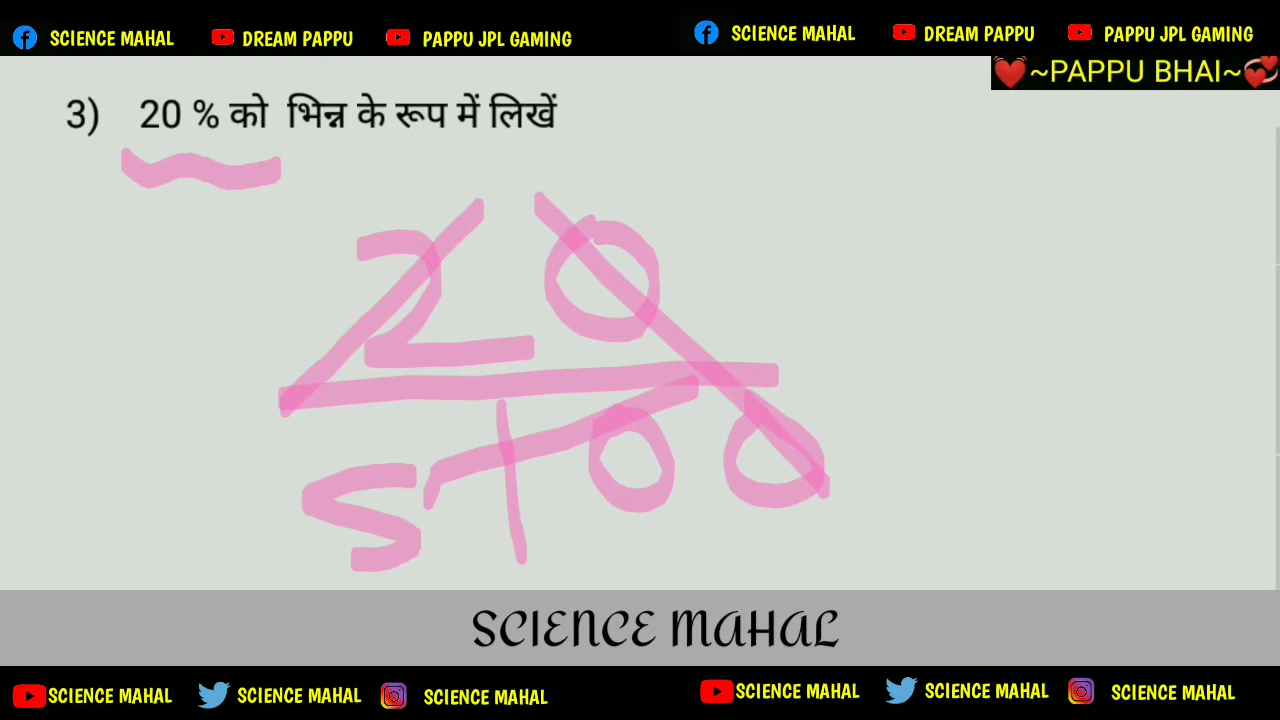 SCIENCE MAHAL DREAM PAPPU PAPPU JPL GAMING SCIENCE MAHAL DREAM PAPPU PAPPU JPL GAMING
~PAPPU BHAI~
3) 20 % को भिन्न के रूप में लिखें
20
100
5
SCIENCE MAHAL
SCIENCE MAHAL SCIENCE MAHAL SCIENCE MAHAL SCIENCE MAHAL SCIENCE MAHAL SCIENCE MAHAL